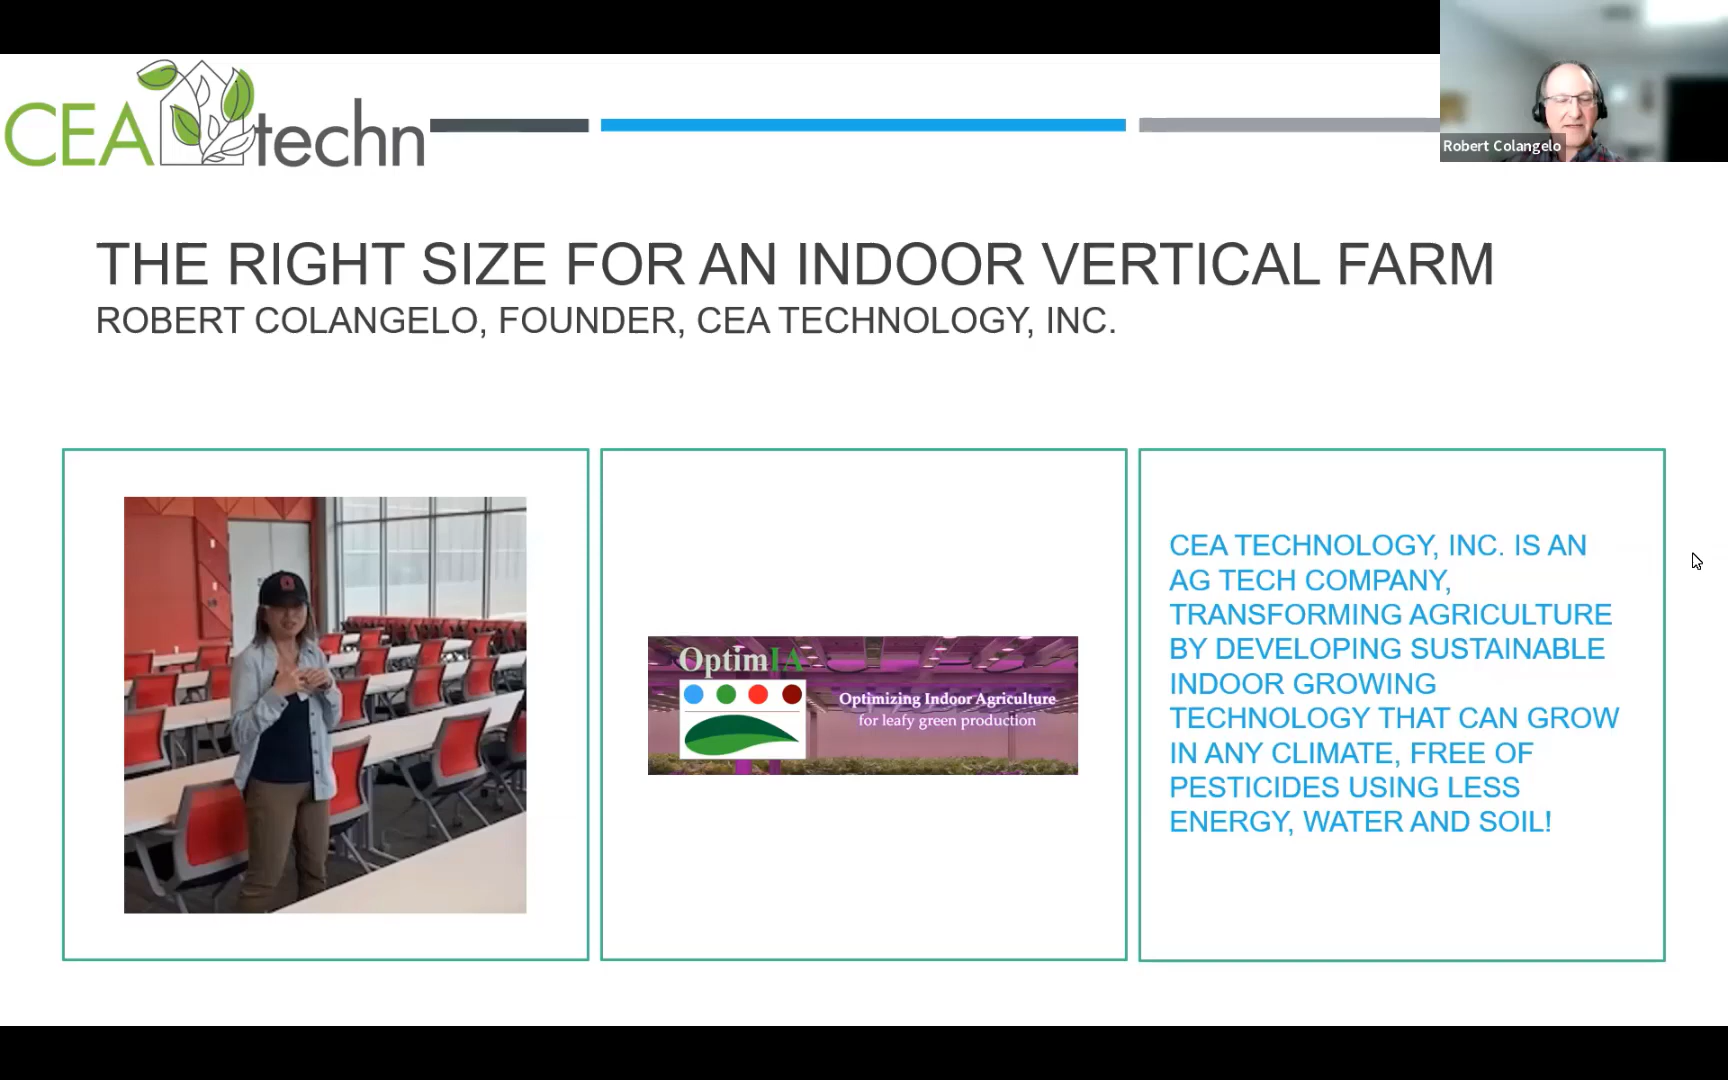 CEA techn
Robert Colangelo
THE RIGHT SIZE FOR AN INDOOR VERTICAL FARM
ROBERT COLANGELO, FOUNDER, CEA TECHNOLOGY, INC.
OptimIA
Optimizing Indoor Agriculture
for leafy green production
CEA TECHNOLOGY, INC. IS AN
AG TECH COMPANY,
TRANSFORMING AGRICULTURE
BY DEVELOPING SUSTAINABLE
INDOOR GROWING
TECHNOLOGY THAT CAN GROW
IN ANY CLIMATE, FREE OF
PESTICIDES USING LESS
ENERGY, WATER AND SOIL!